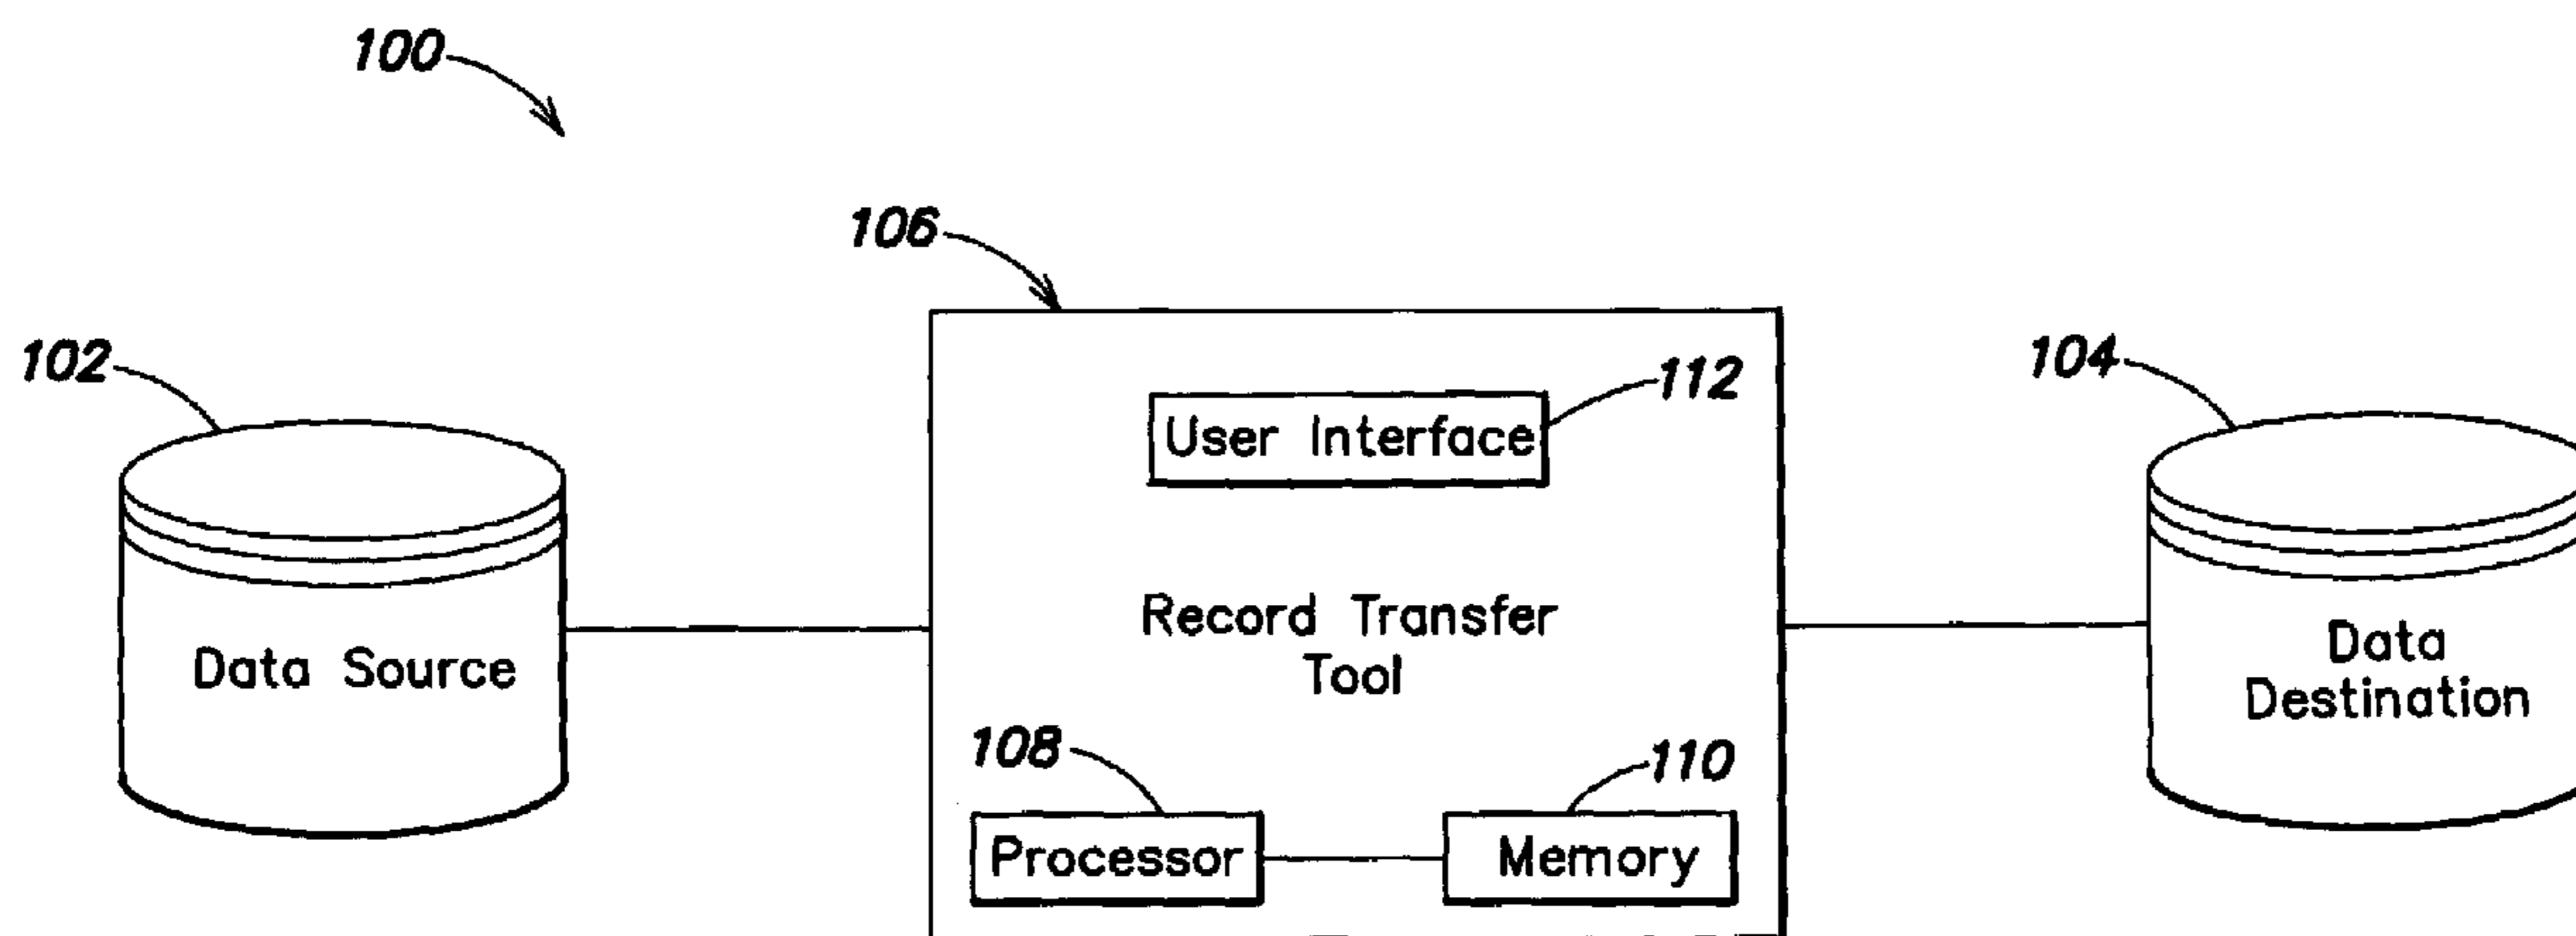 100
106
102
104
112
User Interface
Record Transfer
Tool
Data Source
Data
Destination
108
110
Processor
Memory